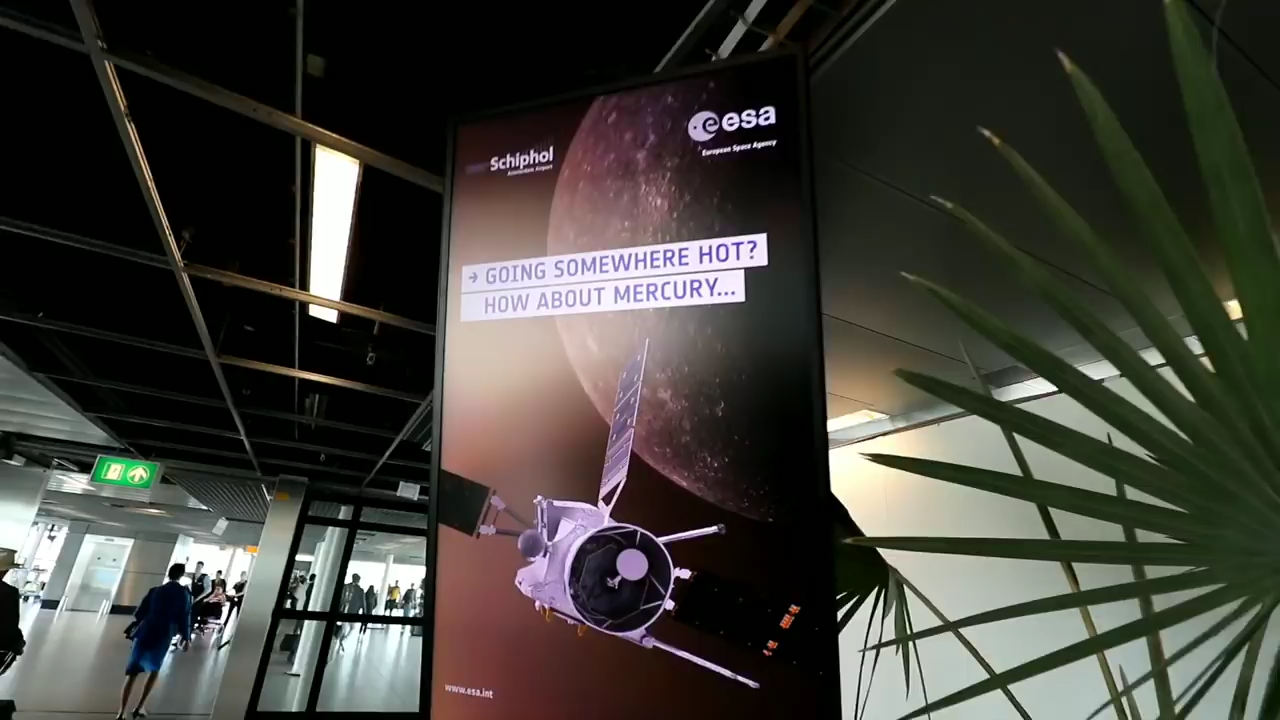 Schiphol
Amsterdam Airport
esa
European Space Agency
→ GOING SOMEWHERE HOT?
HOW ABOUT MERCURY...
www.esa.int